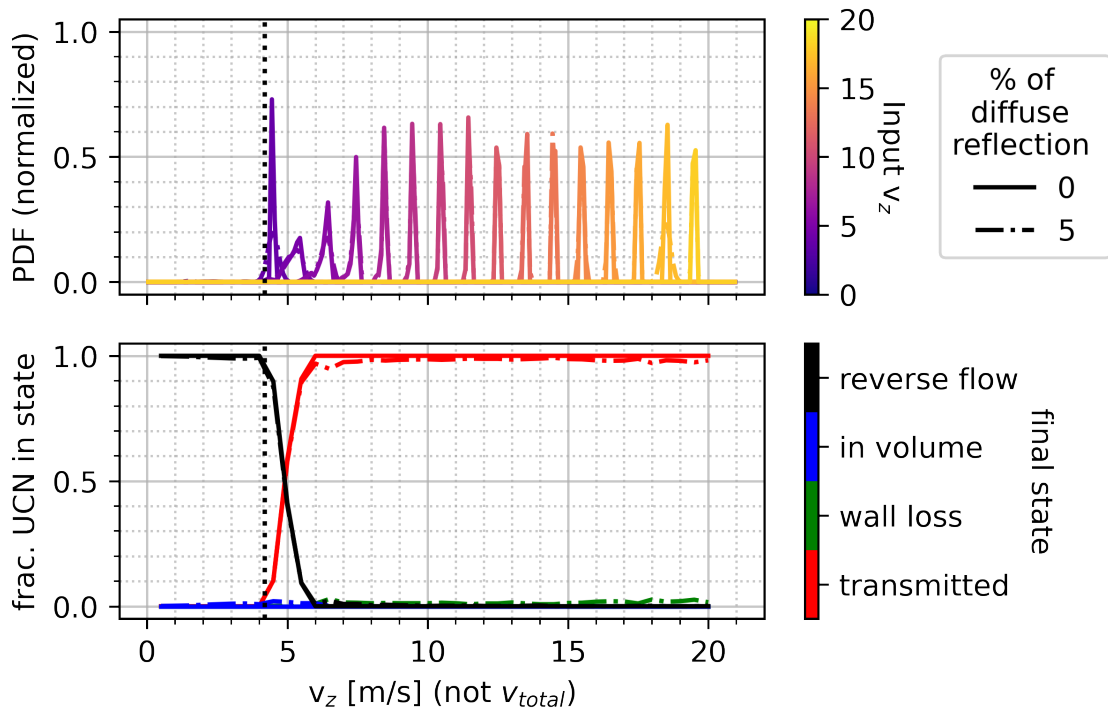 PDF (normalized)
1.0
0.5
0.0
20
15
10
5
0
Input v_z
% of
diffuse
reflection
0
5
frac. UCN in state
1.0
0.5
0.0
0
5
10
15
20
v_z [m/s] (not v_total)
reverse flow
in volume
wall loss
transmitted
final state